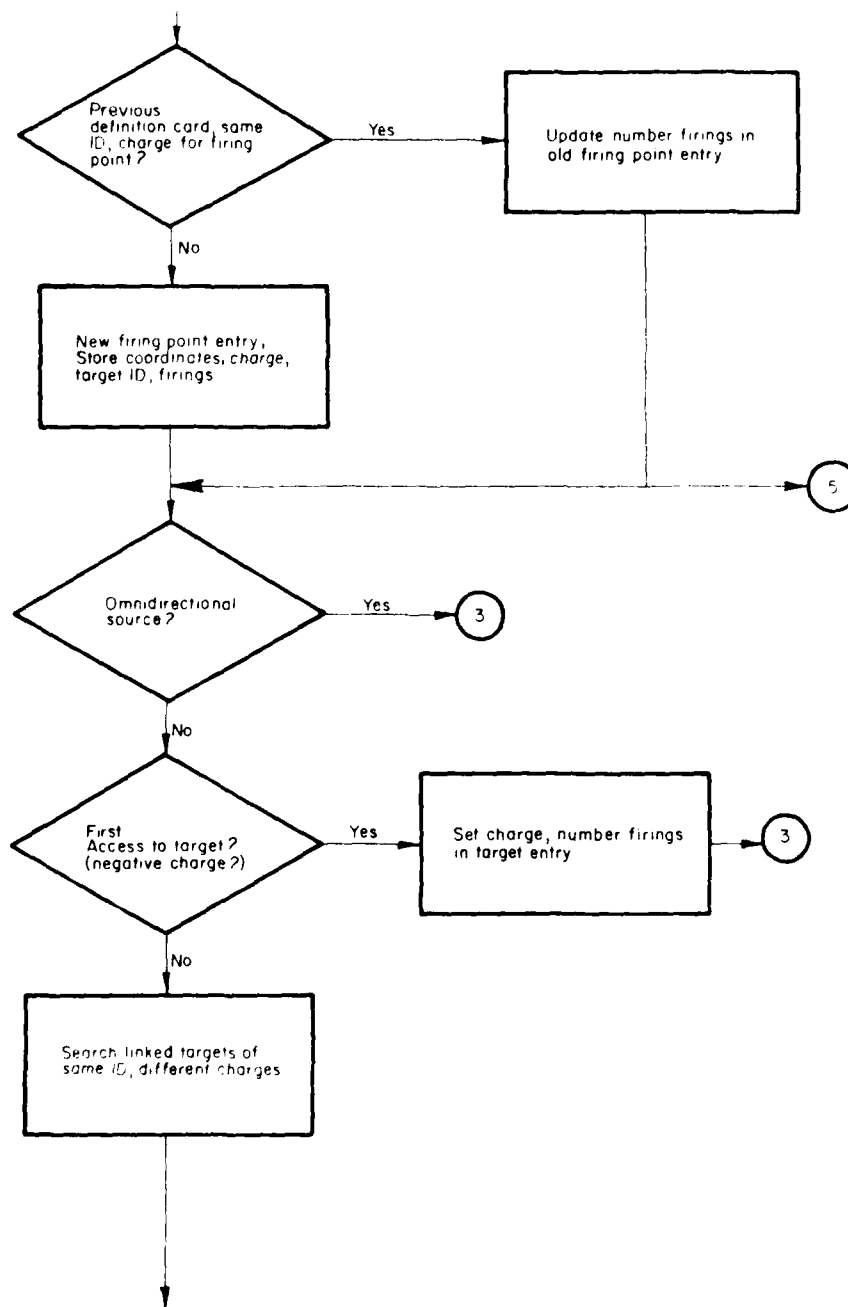 Previous
definition card, same
ID, charge for firing
point?
Yes
Update number firings in
old firing point entry
No
New firing point entry,
Store coordinates, charge,
target ID, firings
5
Omnidirectional
source?
Yes
3
No
First
Access to target?
(negative charge?)
Yes
Set charge, number firings
in target entry
3
No
Search linked targets of
same ID, different charges